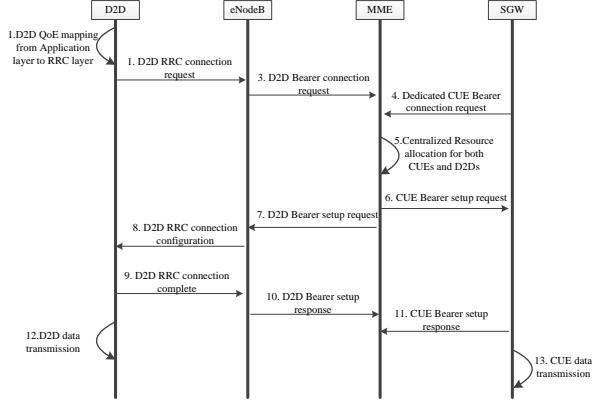 D2D
eNodeB
MME
SGW
1.D2D QoE mapping
from Application
layer to RRC layer
1. D2D RRC connection
request
3. D2D Bearer connection
request
4. Dedicated CUE Bearer
connection request
5.Centralized Resource
allocation for both
CUEs and D2Ds
6. CUE Bearer setup request
7. D2D Bearer setup request
8. D2D RRC connection
configuration
9. D2D RRC connection
complete
10. D2D Bearer setup
response
11. CUE Bearer setup
response
12.D2D data
transmission
13. CUE data
transmission